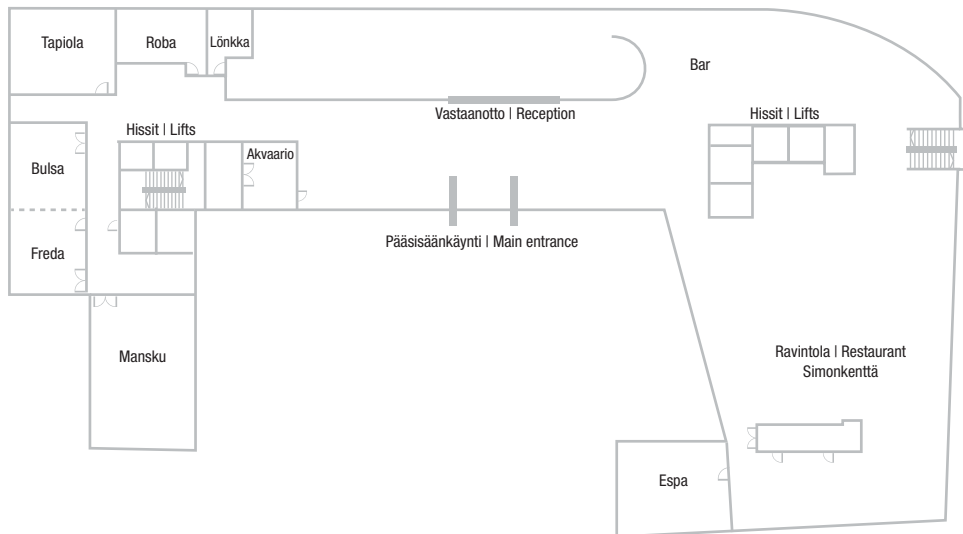 Tapiola
Roba
Lönkka
Bar
Vastaanotto | Reception
Hissit | Lifts
Hissit | Lifts
Akvaario
Bulsa
Pääsisäänkäynti | Main entrance
Freda
Mansku
Ravintola | Restaurant
Simonkenttä
Espa